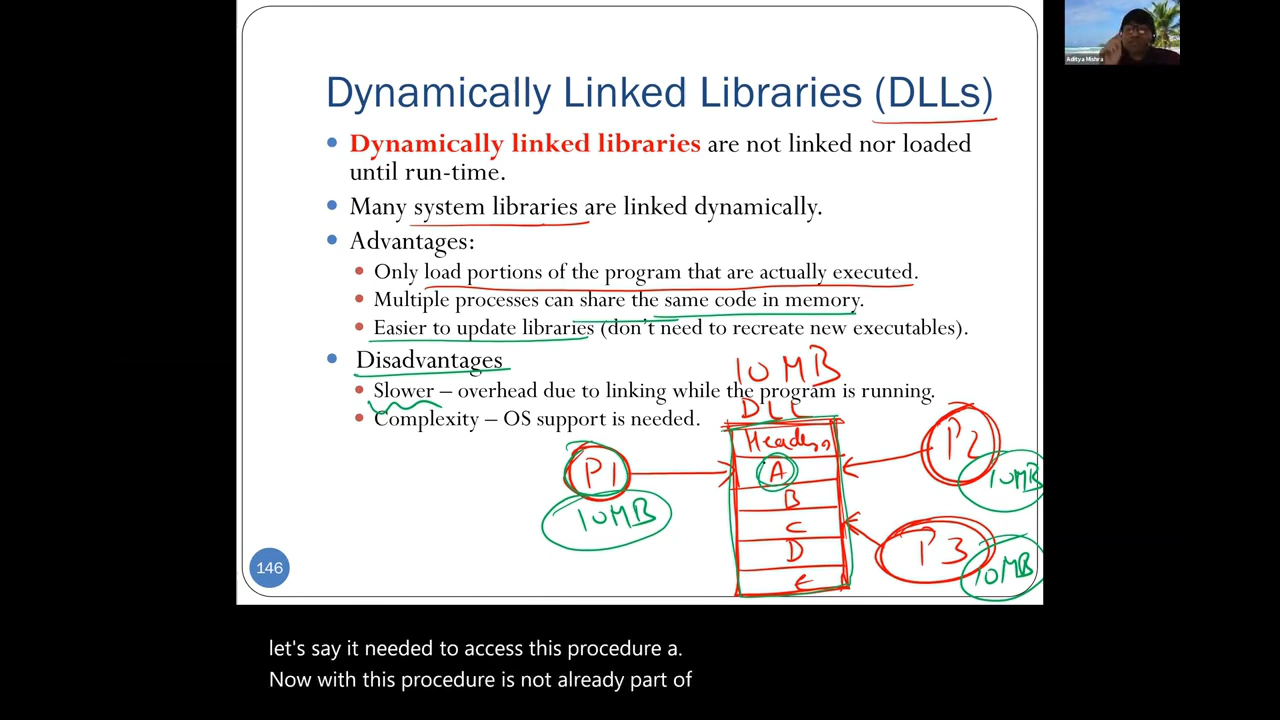 Aditya Mishra
Dynamically Linked Libraries (DLLs)
• Dynamically linked libraries are not linked nor loaded
until run-time.
• Many system libraries are linked dynamically.
• Advantages:
• Only load portions of the program that are actually executed.
• Multiple processes can share the same code in memory.
• Easier to update libraries (don't need to recreate new executables).
• Disadvantages
• Slower – overhead due to linking while the program is running.
• Complexity – OS support is needed.
10 MB
DLL
Header
A
B
C
D
E
P1
10MB
P2
10MB
P3
10MB
146
let's say it needed to access this procedure a.
Now with this procedure is not already part of